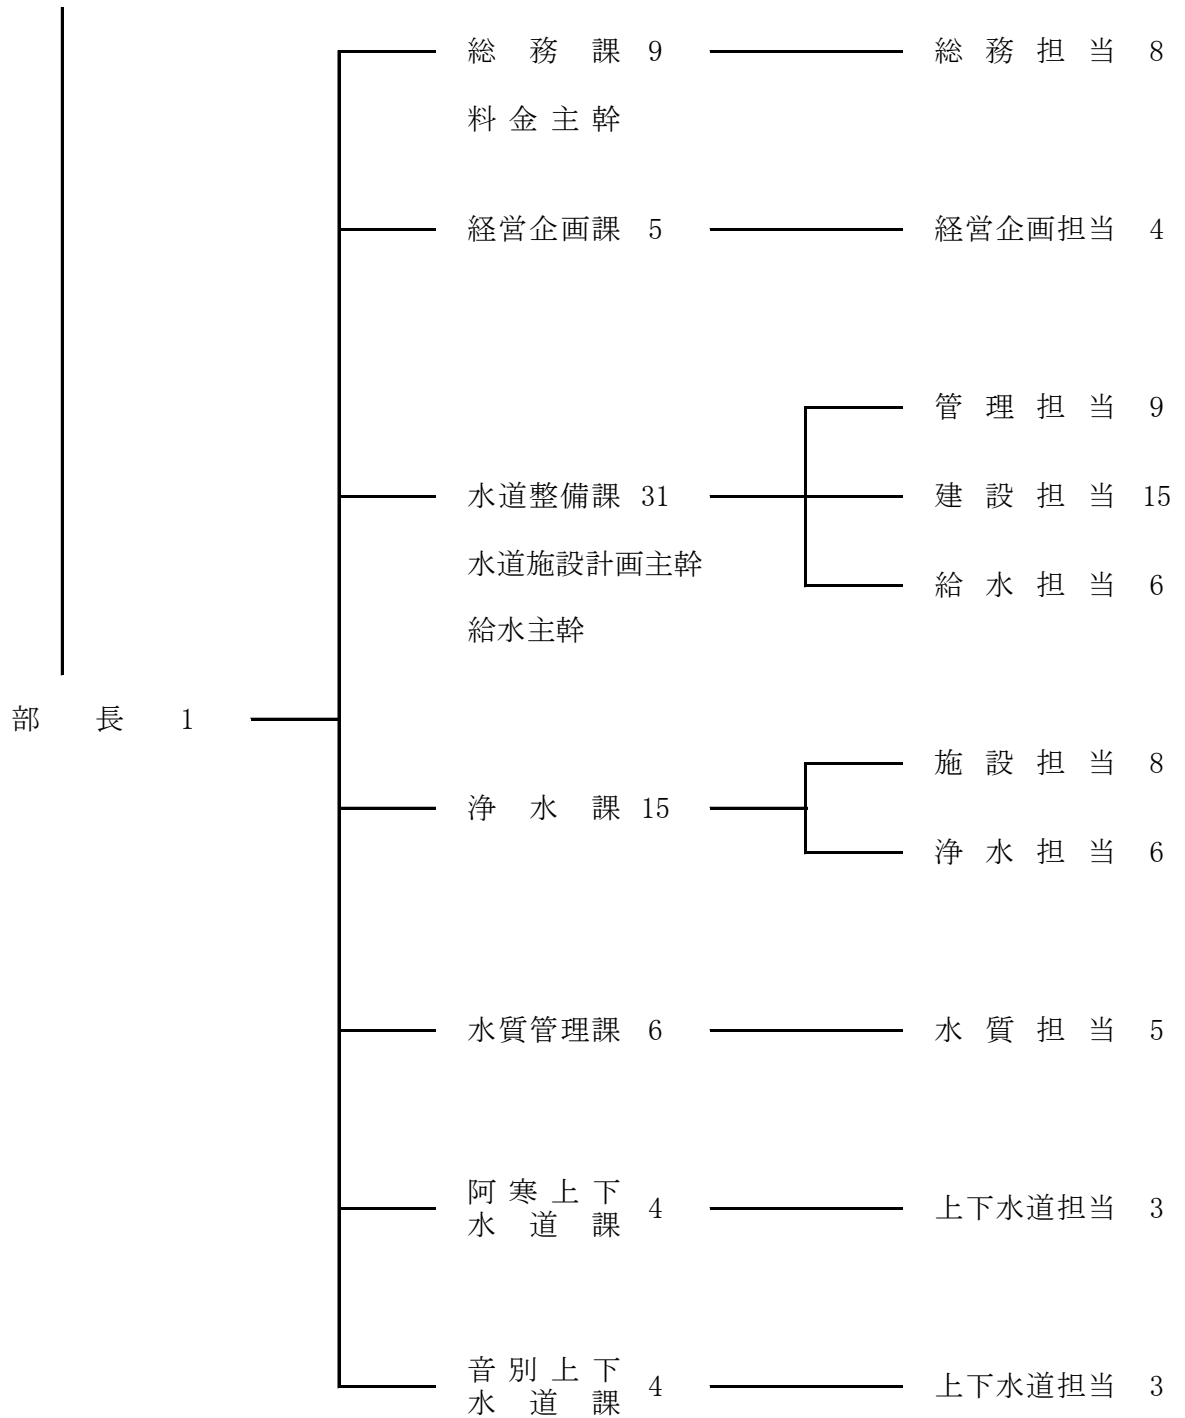 総務課 9 総務担当 8
料金主幹
経営企画課 5 経営企画担当 4
管理担当 9
水道整備課 31 建設担当 15
水道施設計画主幹
給水担当 6
給水主幹
部長 1
施設担当 8
浄水課 15
浄水担当 6
水質管理課 6 水質担当 5
阿寒上下
水道課 4 上下水道担当 3
音別上下
水道課 4 上下水道担当 3